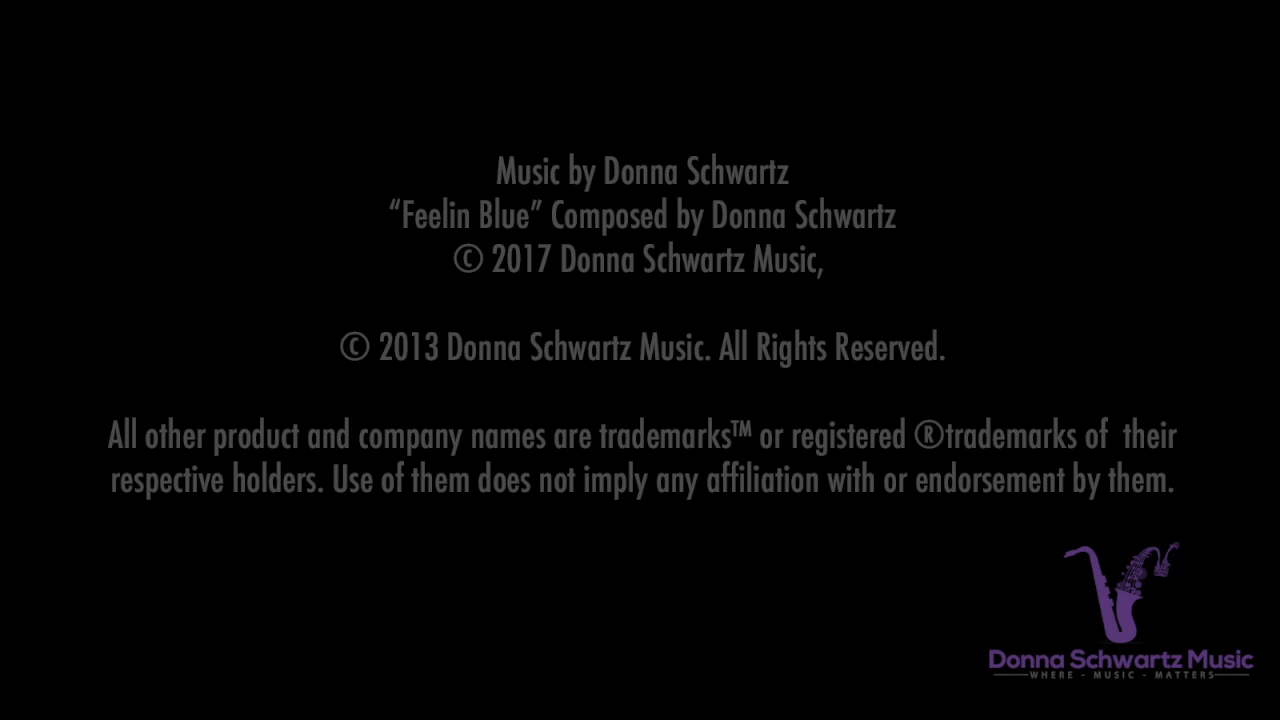 Music by Donna Schwartz
“Feelin Blue” Composed by Donna Schwartz
© 2017 Donna Schwartz Music,
© 2013 Donna Schwartz Music. All Rights Reserved.
All other product and company names are trademarks™ or registered ®trademarks of  their
respective holders. Use of them does not imply any affiliation with or endorsement by them.
Donna Schwartz Music
WHERE - MUSIC - MATTERS